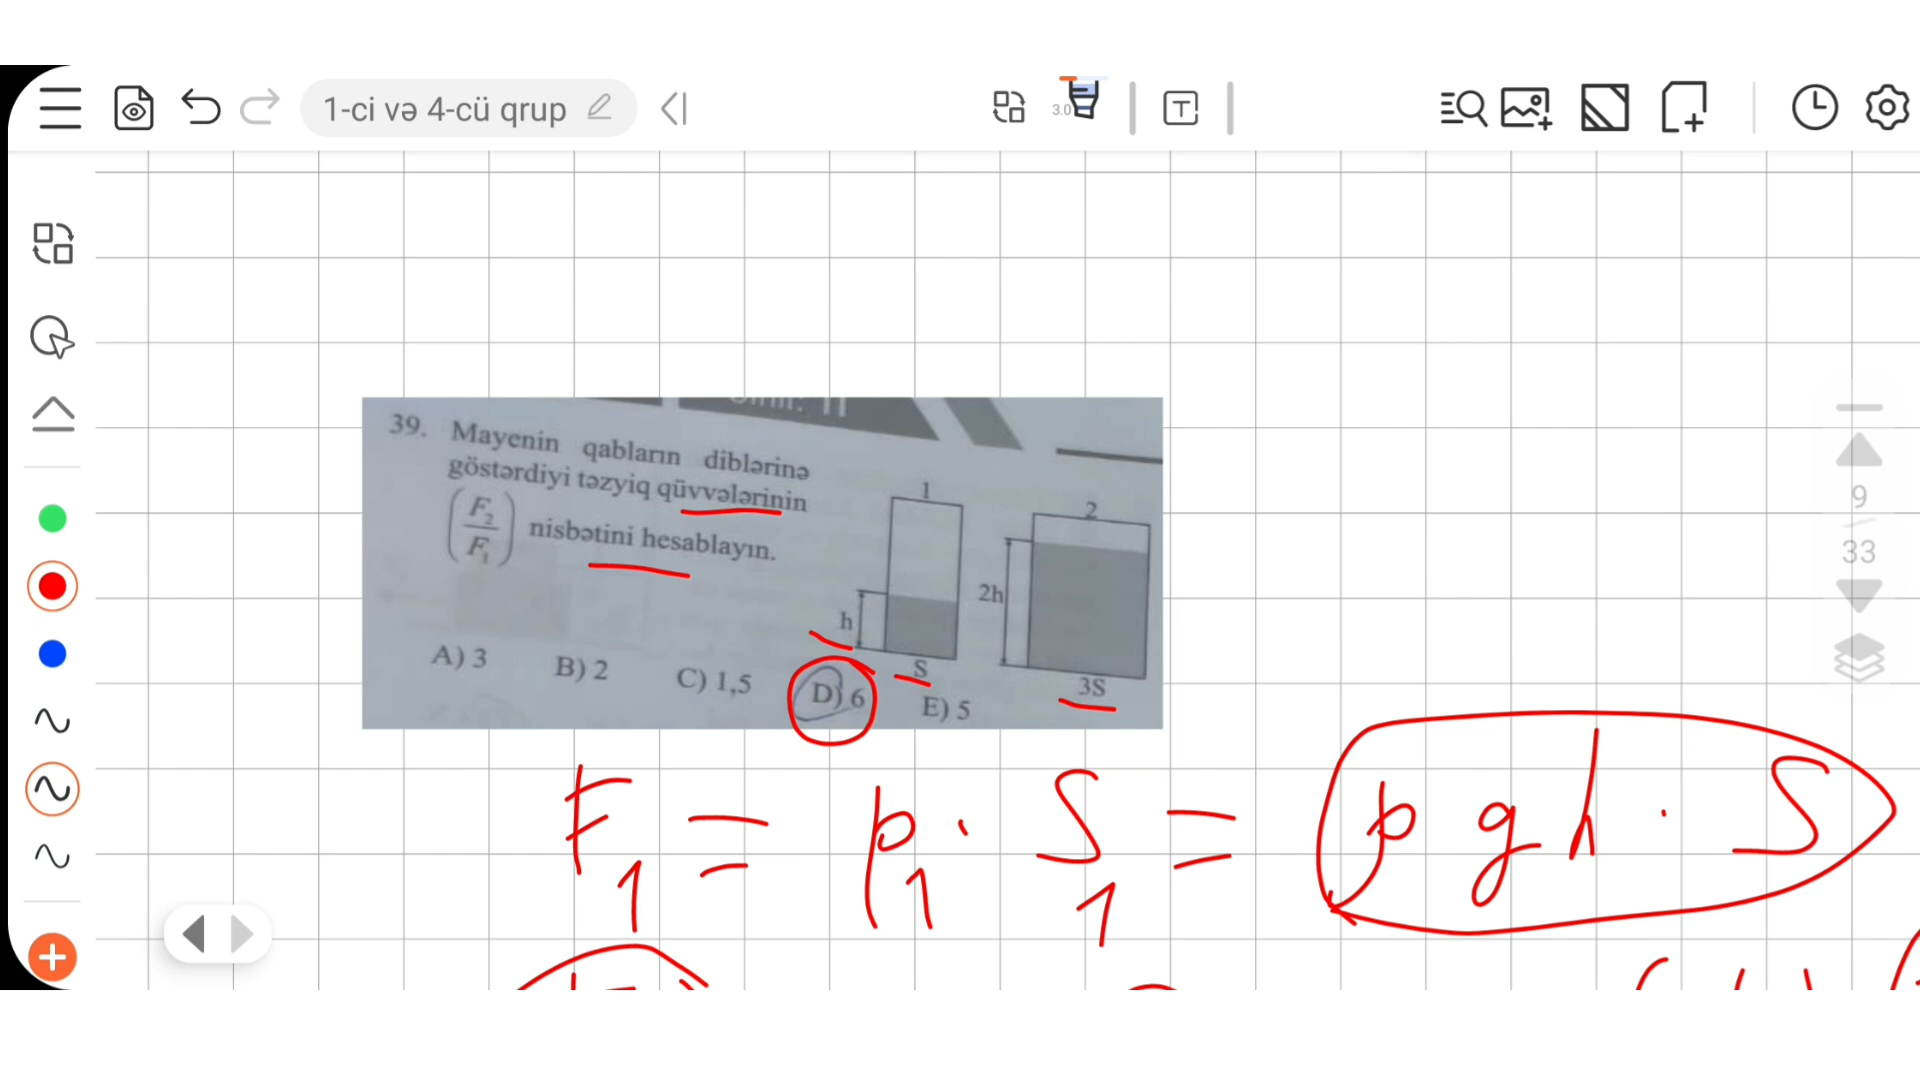 1-ci və 4-cü qrup
3.0
T
9
33
39. Mayenin qabların diblərinə
göstərdiyi təzyiq qüvvələrinin
(F₂/F₁) nisbətini hesablayın.
1
2
h
2h
S
3S
A) 3 B) 2 C) 1,5 D) 6 E) 5
F₁ = p₁ · S₁ = p g h · S